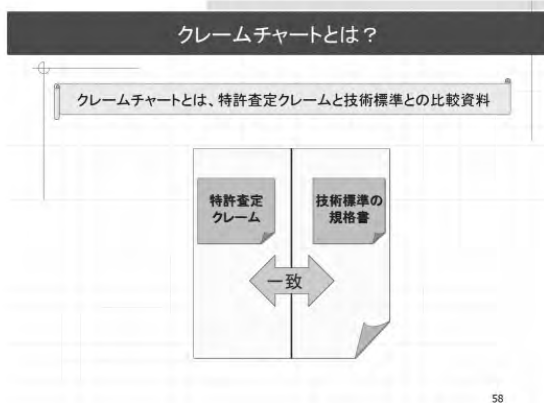 クレームチャートとは？
クレームチャートとは、特許査定クレームと技術標準との比較資料
特許査定
クレーム
技術標準の
規格書
一致
58